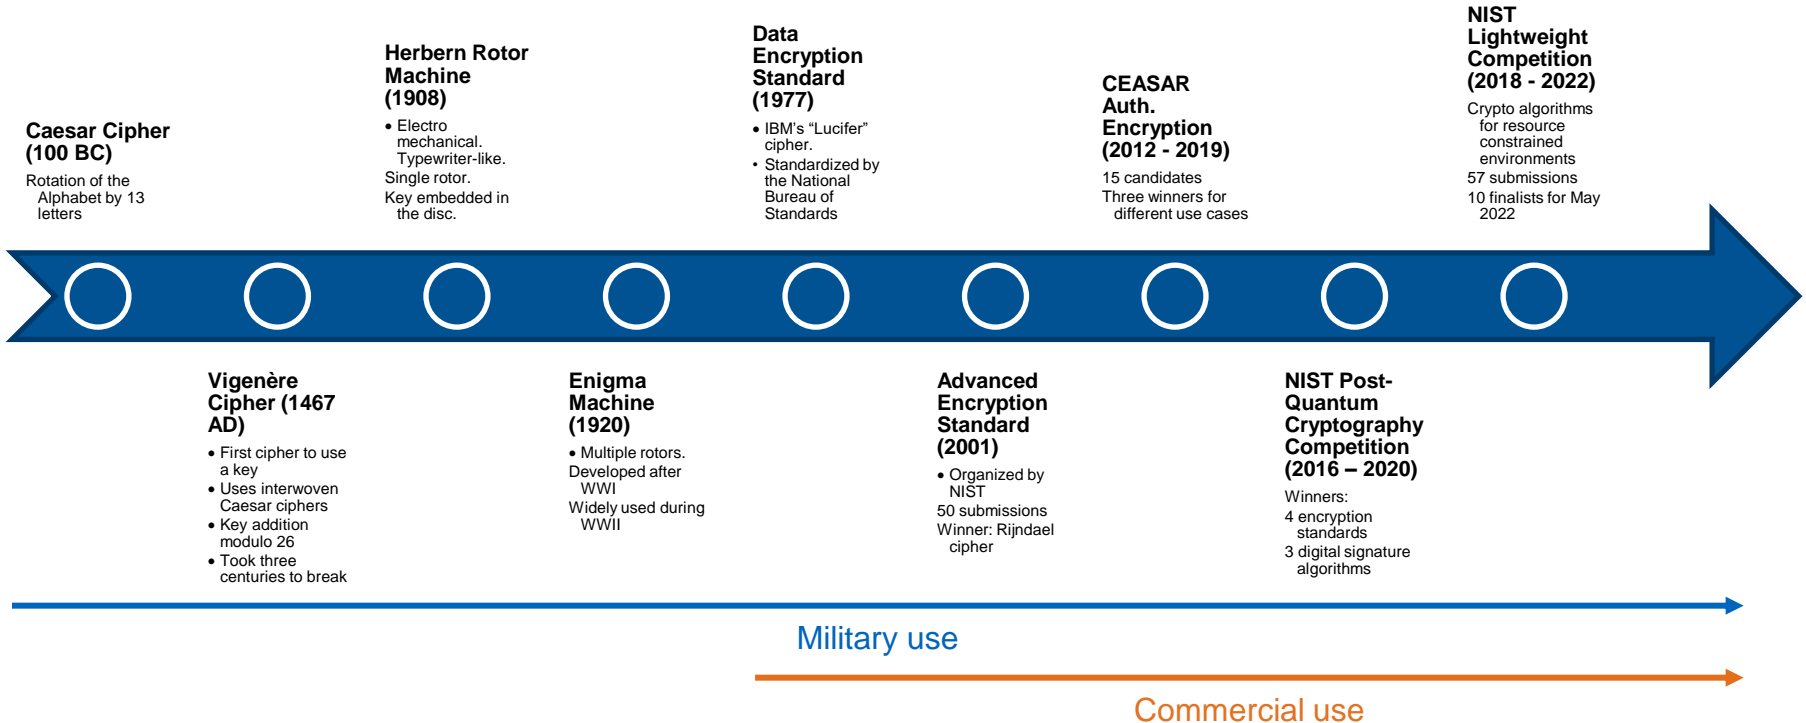 Caesar Cipher
(100 BC)
Rotation of the
Alphabet by 13
letters
Vigenère
Cipher (1467
AD)
• First cipher to use
a key
• Uses interwoven
Caesar ciphers
• Key addition
modulo 26
• Took three
centuries to break
Herbern Rotor
Machine
(1908)
• Electro
mechanical.
Typewriter-like.
Single rotor.
Key embedded in
the disc.
Enigma
Machine
(1920)
• Multiple rotors.
Developed after
WWI
Widely used during
WWII
Data
Encryption
Standard
(1977)
• IBM's “Lucifer”
cipher.
• Standardized by
the National
Bureau of
Standards
Advanced
Encryption
Standard
(2001)
• Organized by
NIST
50 submissions
Winner: Rijndael
cipher
CEASAR
Auth.
Encryption
(2012 - 2019)
15 candidates
Three winners for
different use cases
NIST Post-
Quantum
Cryptography
Competition
(2016 – 2020)
Winners:
4 encryption
standards
3 digital signature
algorithms
NIST
Lightweight
Competition
(2018 - 2022)
Crypto algorithms
for resource
constrained
environments
57 submissions
10 finalists for May
2022
Military use
Commercial use